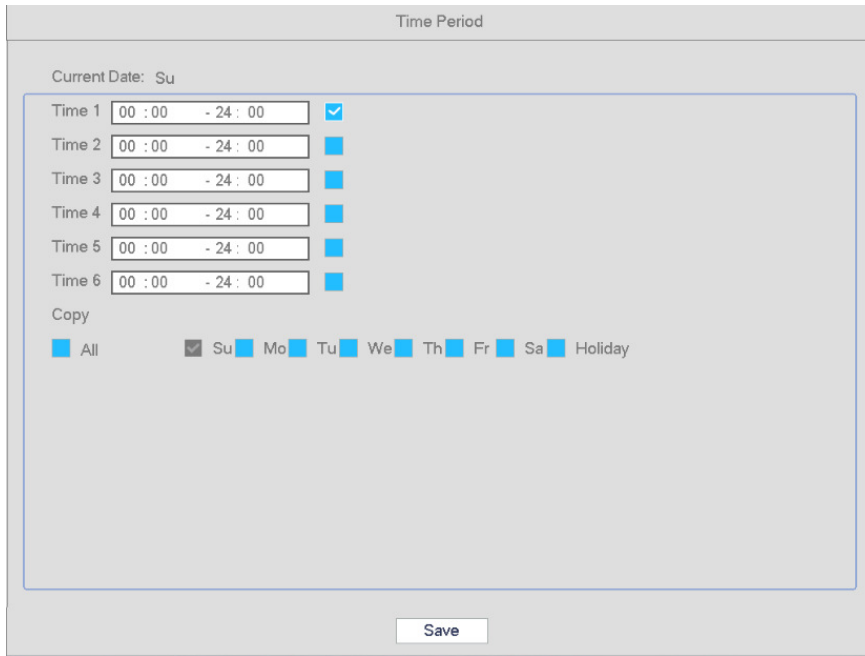 Time Period
Current Date: Su
Time 1 00 :00 - 24 : 00
Time 2 00 :00 - 24 : 00
Time 3 00 :00 - 24 : 00
Time 4 00 :00 - 24 : 00
Time 5 00 :00 - 24 : 00
Time 6 00 :00 - 24 : 00
Copy
All Su Mo Tu We Th Fr Sa Holiday
Save